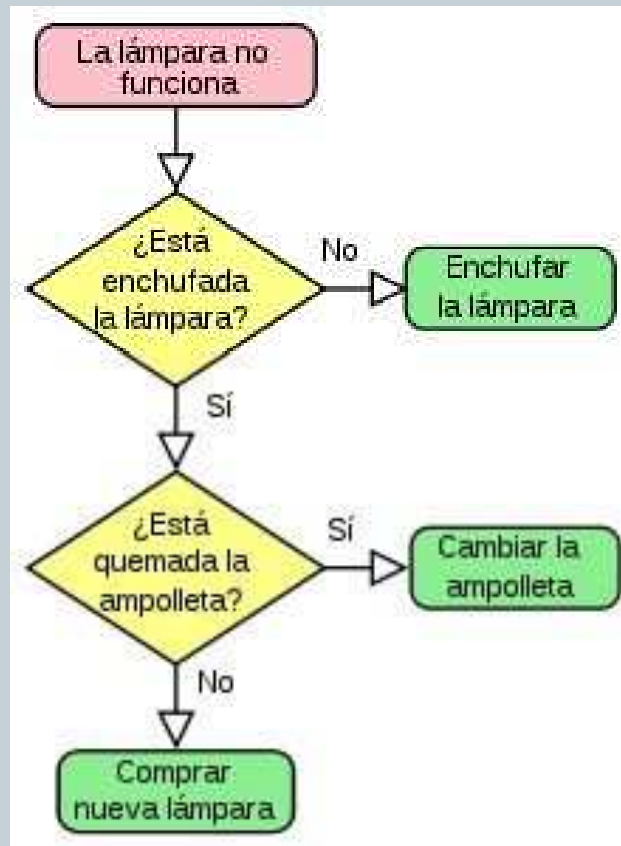 La lámpara no
funciona
¿Está
enchufada
la lámpara?
No
Enchufar
la lámpara
Sí
¿Está
quemada la
ampolleta?
Sí
Cambiar la
ampolleta
No
Comprar
nueva lámpara